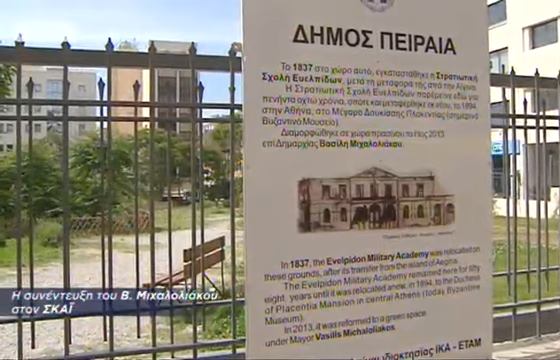 ΔΗΜΟΣ ΠΕΙΡΑΙΑ
Το 1837 στο χώρο αυτό, εγκαταστάθηκε η Στρατιωτική
Σχολή Ευελπίδων, μετά τη μεταφορά της από την Αίγινα.
Η Στρατιωτική Σχολή Ευελπίδων παρέμεινε εδώ για
πενήντα οχτώ χρόνια, οπότε και μεταφέρθηκε εκ νέου, το 1894,
στην Αθήνα, στο Μέγαρο Δουκίσσης Πλακεντίας (σημερινό
Βυζαντινό Μουσείο).
Διαμορφώθηκε σε χώρο πρασίνου το έτος 2013
επί Δημαρχίας Βασίλη Μιχαλολιάκου.
In 1837, the Evelpidon Military Academy was relocated on
these grounds, after its transfer from the island of Aegina.
The Evelpidon Military Academy remained here for fifty
eight years until it was relocated anew, in 1894, to the Duchess
of Placentia Mansion in central Athens (today Byzantine
Museum).
In 2013, it was reformed to a green space
under Mayor Vasilis Michaloliakos.
ιδιοκτησίας ΙΚΑ - ΕΤΑΜ
Η συνέντευξη του Β. Μιχαλολιάκου
στον ΣΚΑΪ